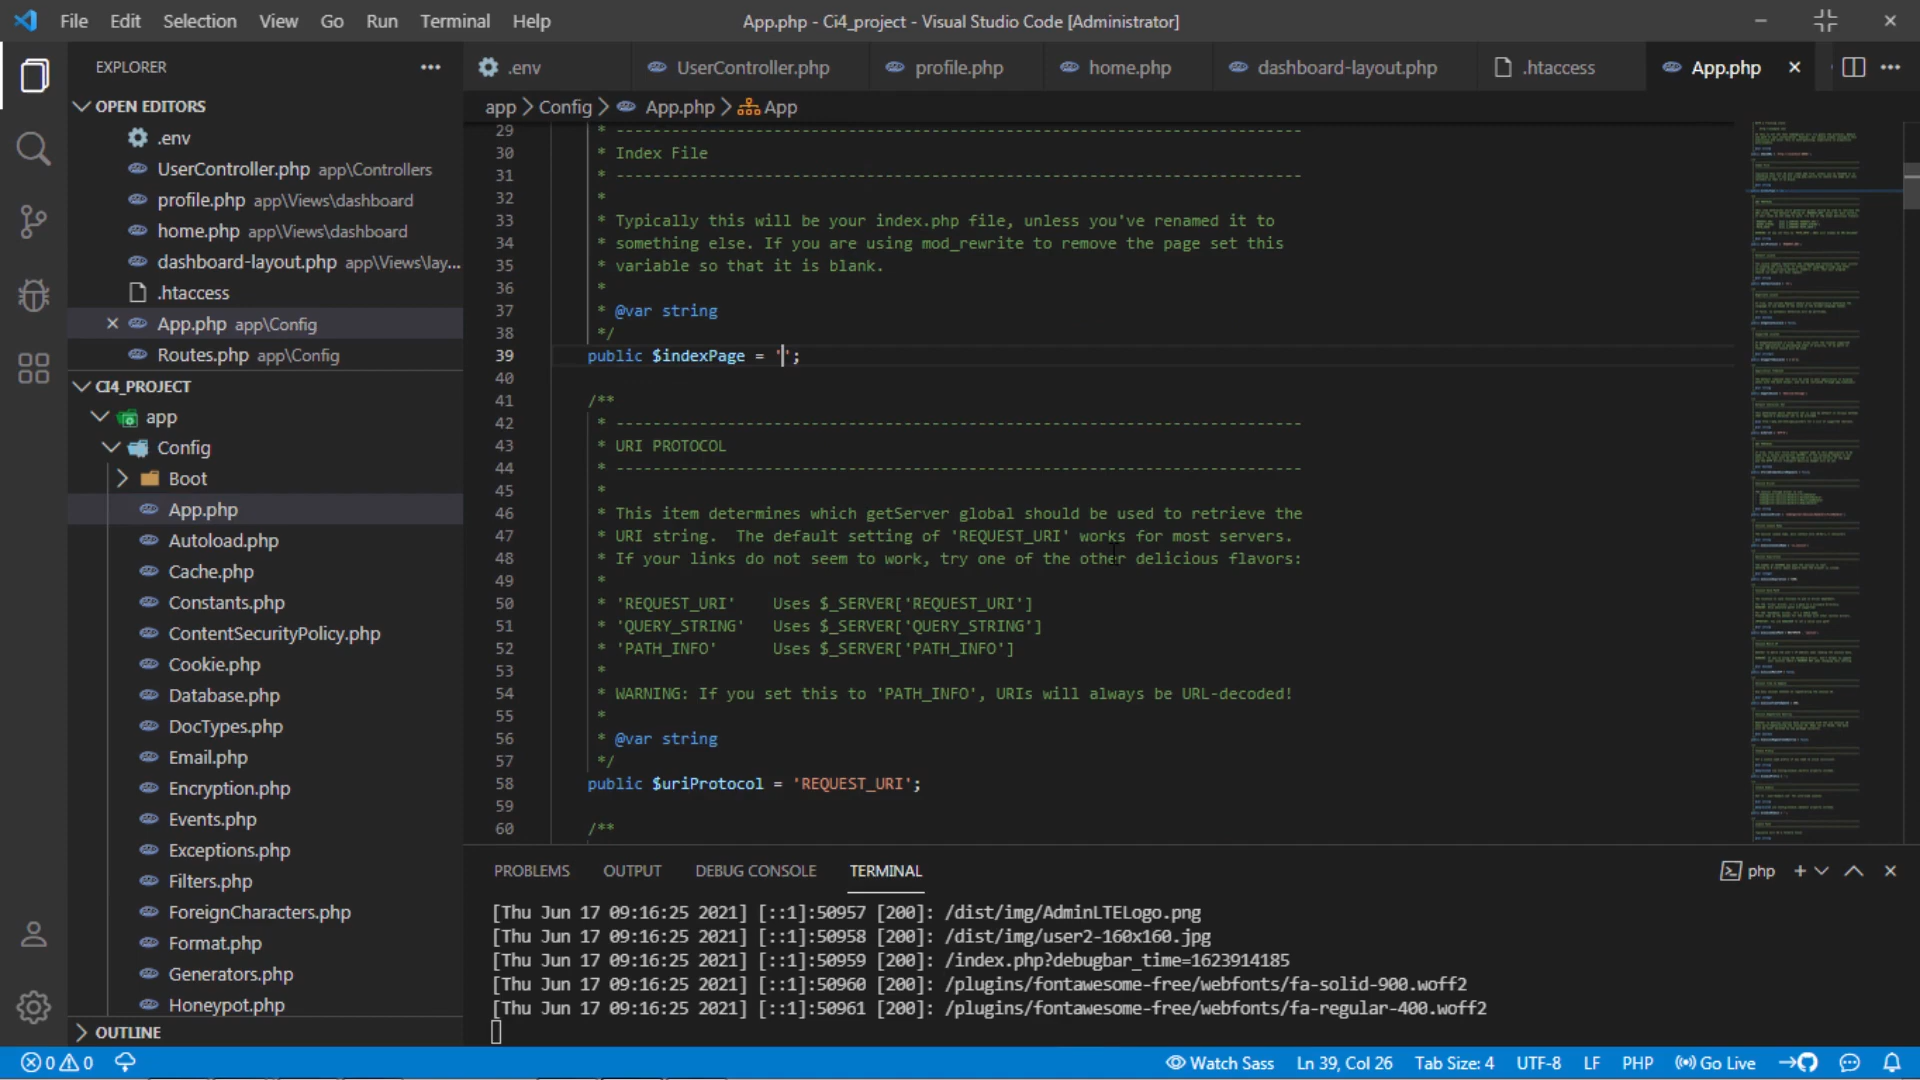 File Edit Selection View Go Run Terminal Help
App.php - Ci4_project - Visual Studio Code [Administrator]
EXPLORER
.env UserController.php profile.php home.php dashboard-layout.php .htaccess App.php
OPEN EDITORS
.env
UserController.php app\Controllers
profile.php app\Views\dashboard
home.php app\Views\dashboard
dashboard-layout.php app\Views\lay...
.htaccess
App.php app\Config
Routes.php app\Config
CI4_PROJECT
app
Config
Boot
App.php
Autoload.php
Cache.php
Constants.php
ContentSecurityPolicy.php
Cookie.php
Database.php
DocTypes.php
Email.php
Encryption.php
Events.php
Exceptions.php
Filters.php
ForeignCharacters.php
Format.php
Generators.php
Honeypot.php
OUTLINE
app > Config > App.php > App
29 * --------------------------------------------------------------------------
30 * Index File
31 * --------------------------------------------------------------------------
32 *
33 * Typically this will be your index.php file, unless you've renamed it to
34 * something else. If you are using mod_rewrite to remove the page set this
35 * variable so that it is blank.
36 *
37 * @var string
38 */
39 public $indexPage = '';
40
41 /**
42 * --------------------------------------------------------------------------
43 * URI PROTOCOL
44 * --------------------------------------------------------------------------
45 *
46 * This item determines which getServer global should be used to retrieve the
47 * URI string.  The default setting of 'REQUEST_URI' works for most servers.
48 * If your links do not seem to work, try one of the other delicious flavors:
49 *
50 * 'REQUEST_URI'    Uses $_SERVER['REQUEST_URI']
51 * 'QUERY_STRING'   Uses $_SERVER['QUERY_STRING']
52 * 'PATH_INFO'      Uses $_SERVER['PATH_INFO']
53 *
54 * WARNING: If you set this to 'PATH_INFO', URIs will always be URL-decoded!
55 *
56 * @var string
57 */
58 public $uriProtocol = 'REQUEST_URI';
59
60 /**
PROBLEMS OUTPUT DEBUG CONSOLE TERMINAL php
[Thu Jun 17 09:16:25 2021] [::1]:50957 [200]: /dist/img/AdminLTELogo.png
[Thu Jun 17 09:16:25 2021] [::1]:50958 [200]: /dist/img/user2-160x160.jpg
[Thu Jun 17 09:16:25 2021] [::1]:50959 [200]: /index.php?debugbar_time=1623914185
[Thu Jun 17 09:16:25 2021] [::1]:50960 [200]: /plugins/fontawesome-free/webfonts/fa-solid-900.woff2
[Thu Jun 17 09:16:25 2021] [::1]:50961 [200]: /plugins/fontawesome-free/webfonts/fa-regular-400.woff2
0 0 Watch Sass Ln 39, Col 26 Tab Size: 4 UTF-8 LF PHP Go Live